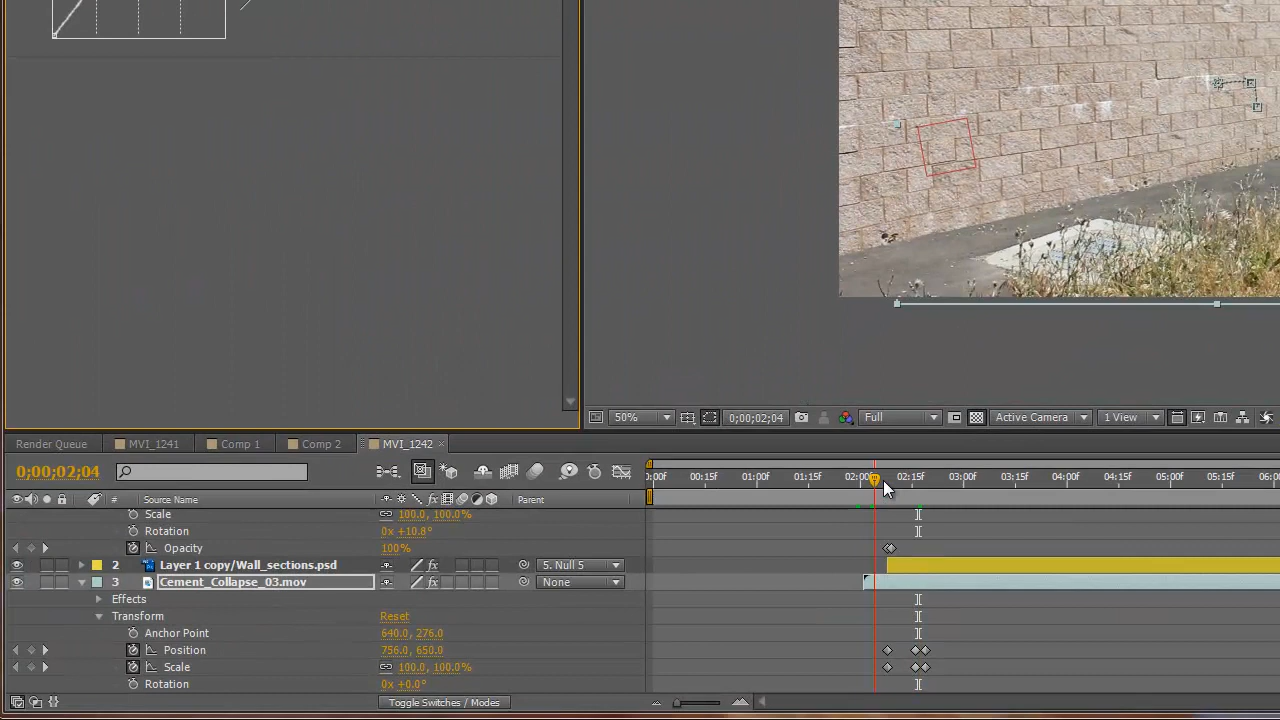 50% 0;00;02;04 Full Active Camera 1 View
Render Queue MVI_1241 Comp 1 Comp 2 MVI_1242
0;00;02;04 :00f 00:15f 01:00f 01:15f 02:00f 02:15f 03:00f 03:15f 04:00f 04:15f 05:00f 05:15f 06:00
# Source Name fx Parent
Scale 100.0, 100.0%
Rotation 0x +10.8°
Opacity 100%
2 Layer 1 copy/Wall_sections.psd fx 5. Null 5
3 Cement_Collapse_03.mov fx None
Effects
Transform Reset
Anchor Point 640.0, 276.0
Position 756.0, 650.0
Scale 100.0, 100.0%
Rotation 0x +0.0°
Toggle Switches / Modes